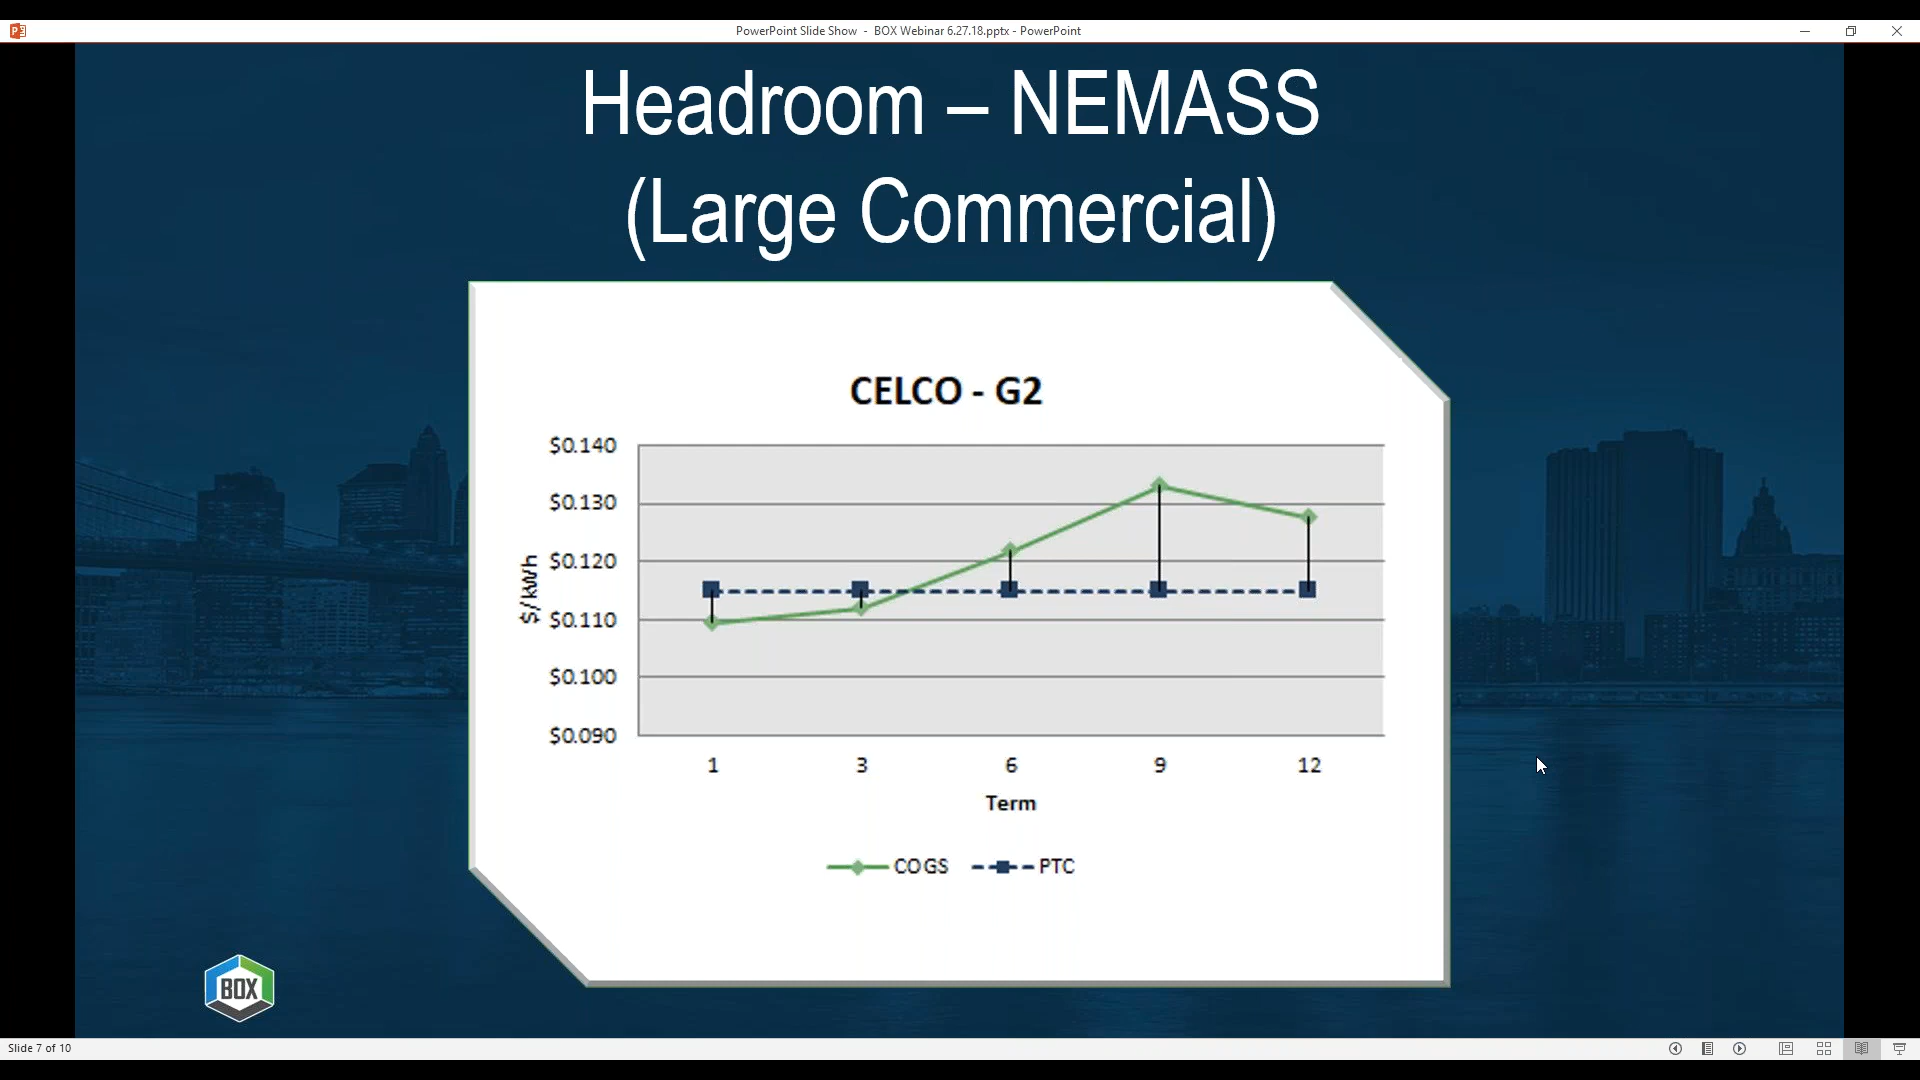 PowerPoint Slide Show - BOX Webinar 6.27.18.pptx - PowerPoint
Headroom – NEMASS
(Large Commercial)
CELCO - G2
$0.140
$0.130
$0.120
$0.110
$0.100
$0.090
$/kWh
1 3 6 9 12
Term
COGS PTC
BOX
Slide 7 of 10